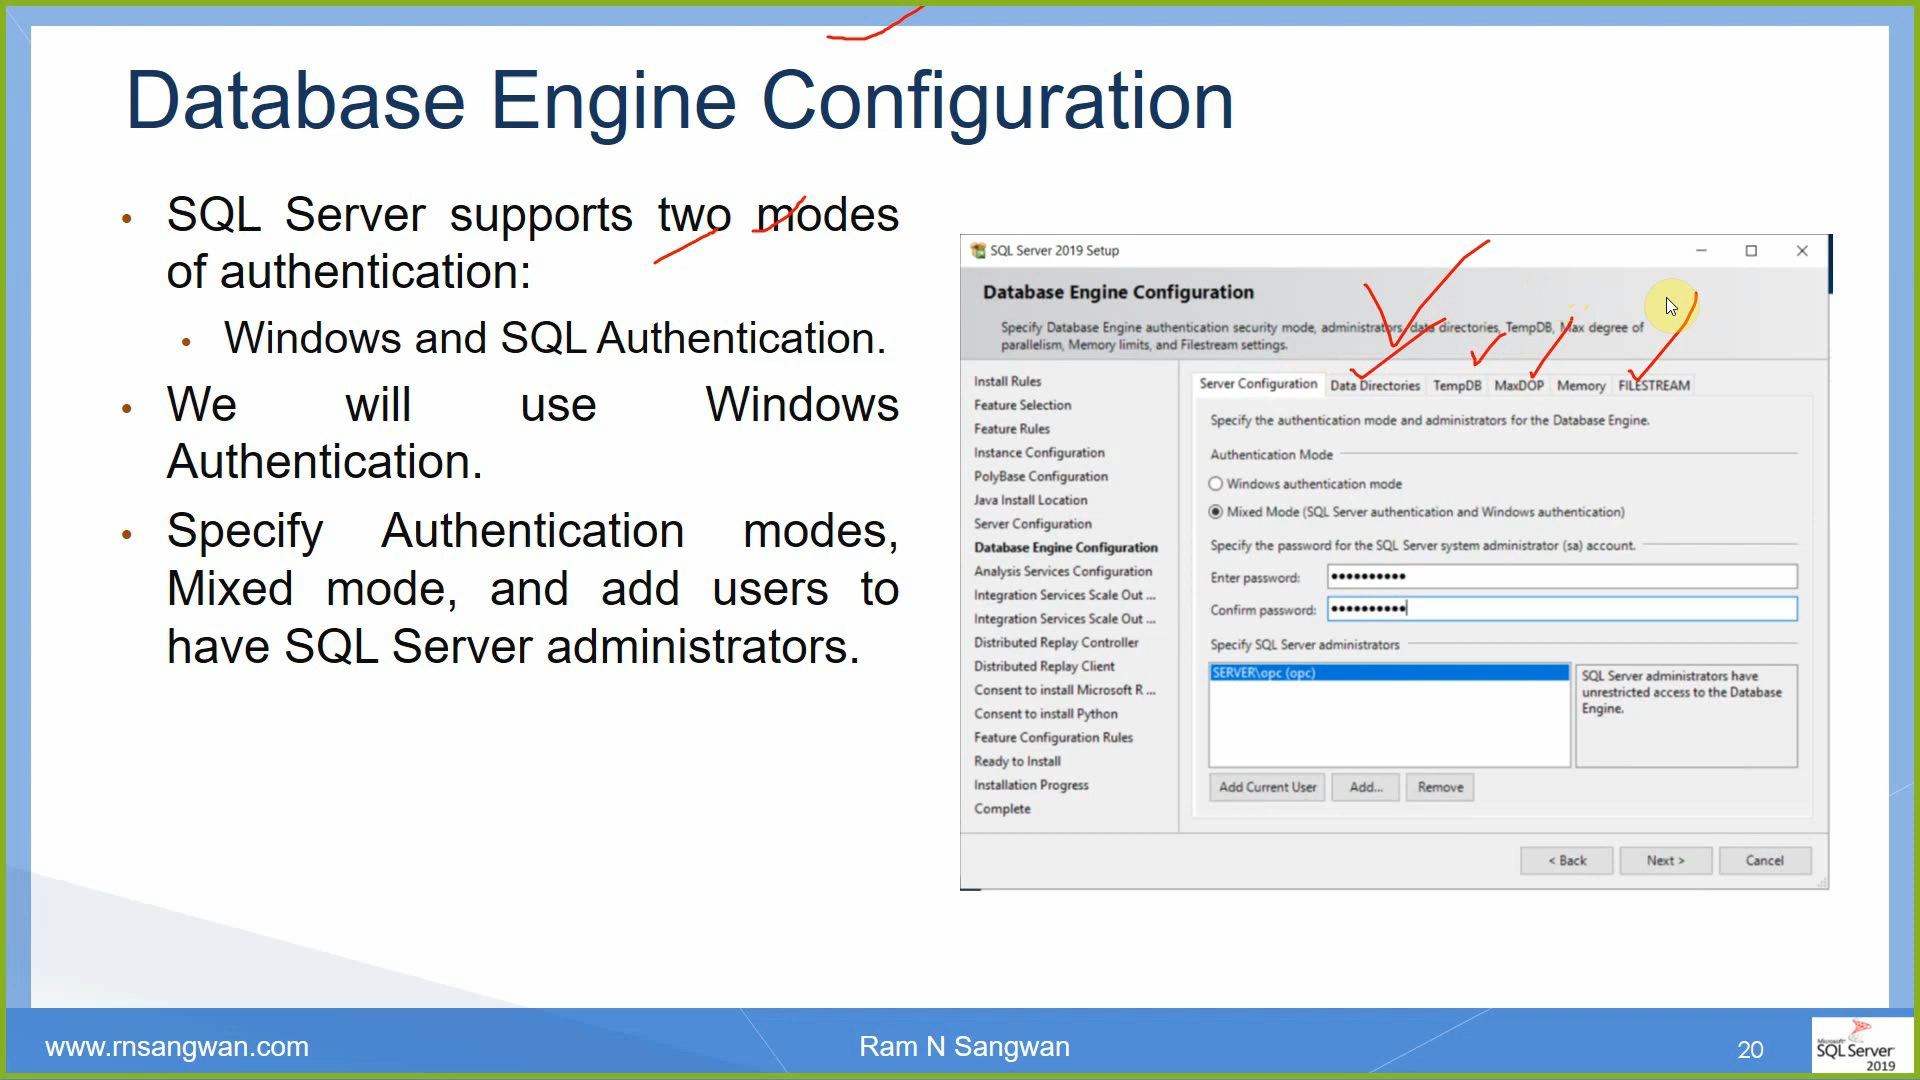 Database Engine Configuration
• SQL Server supports two modes
of authentication:
• Windows and SQL Authentication.
• We will use Windows
Authentication.
• Specify Authentication modes,
Mixed mode, and add users to
have SQL Server administrators.
SQL Server 2019 Setup
Database Engine Configuration
Specify Database Engine authentication security mode, administrators, data directories, TempDB, Max degree of
parallelism, Memory limits, and Filestream settings.
Install Rules
Feature Selection
Feature Rules
Instance Configuration
PolyBase Configuration
Java Install Location
Server Configuration
Database Engine Configuration
Analysis Services Configuration
Integration Services Scale Out ...
Integration Services Scale Out ...
Distributed Replay Controller
Distributed Replay Client
Consent to install Microsoft R ...
Consent to install Python
Feature Configuration Rules
Ready to Install
Installation Progress
Complete
Server Configuration Data Directories TempDB MaxDOP Memory FILESTREAM
Specify the authentication mode and administrators for the Database Engine.
Authentication Mode
Windows authentication mode
Mixed Mode (SQL Server authentication and Windows authentication)
Specify the password for the SQL Server system administrator (sa) account.
Enter password: ●●●●●●●●●●
Confirm password: ●●●●●●●●●●
Specify SQL Server administrators
SERVER\opc (opc)
SQL Server administrators have
unrestricted access to the Database
Engine.
Add Current User Add... Remove
< Back Next > Cancel
www.rnsangwan.com
Ram N Sangwan
20
Microsoft
SQL Server
2019